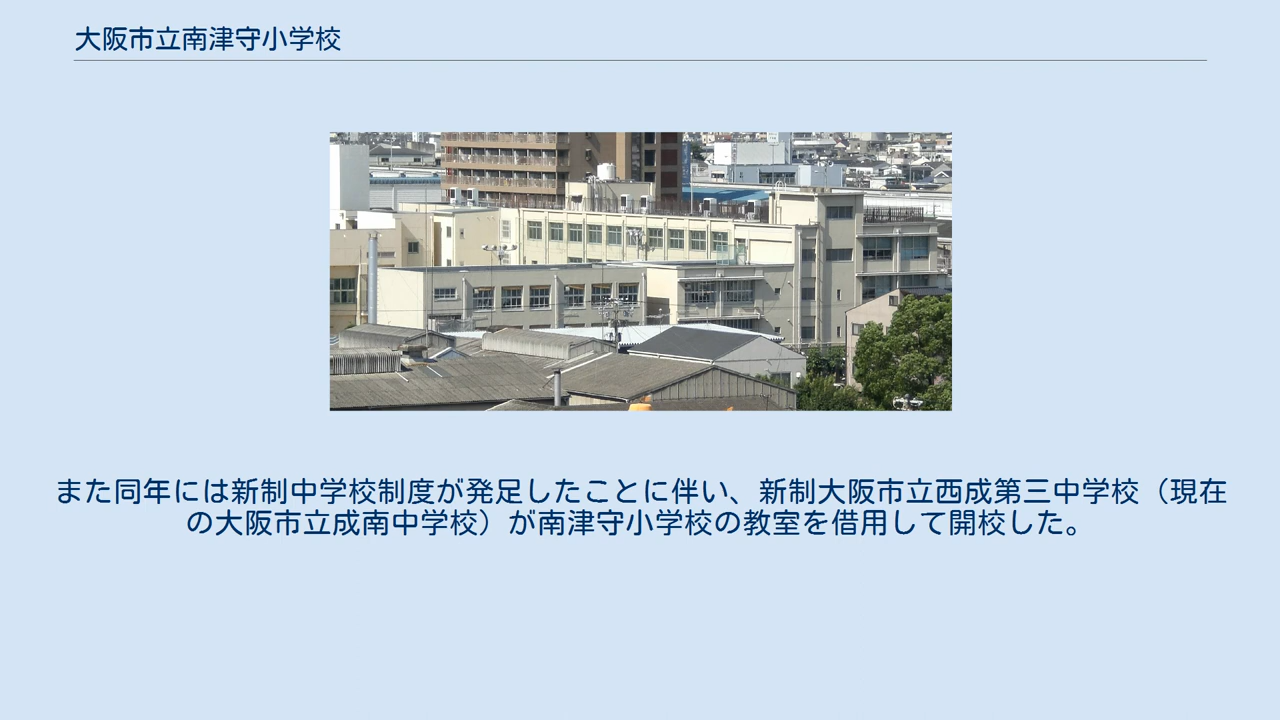 大阪市立南津守小学校
また同年には新制中学校制度が発足したことに伴い、新制大阪市立西成第三中学校（現在
の大阪市立成南中学校）が南津守小学校の教室を借用して開校した。